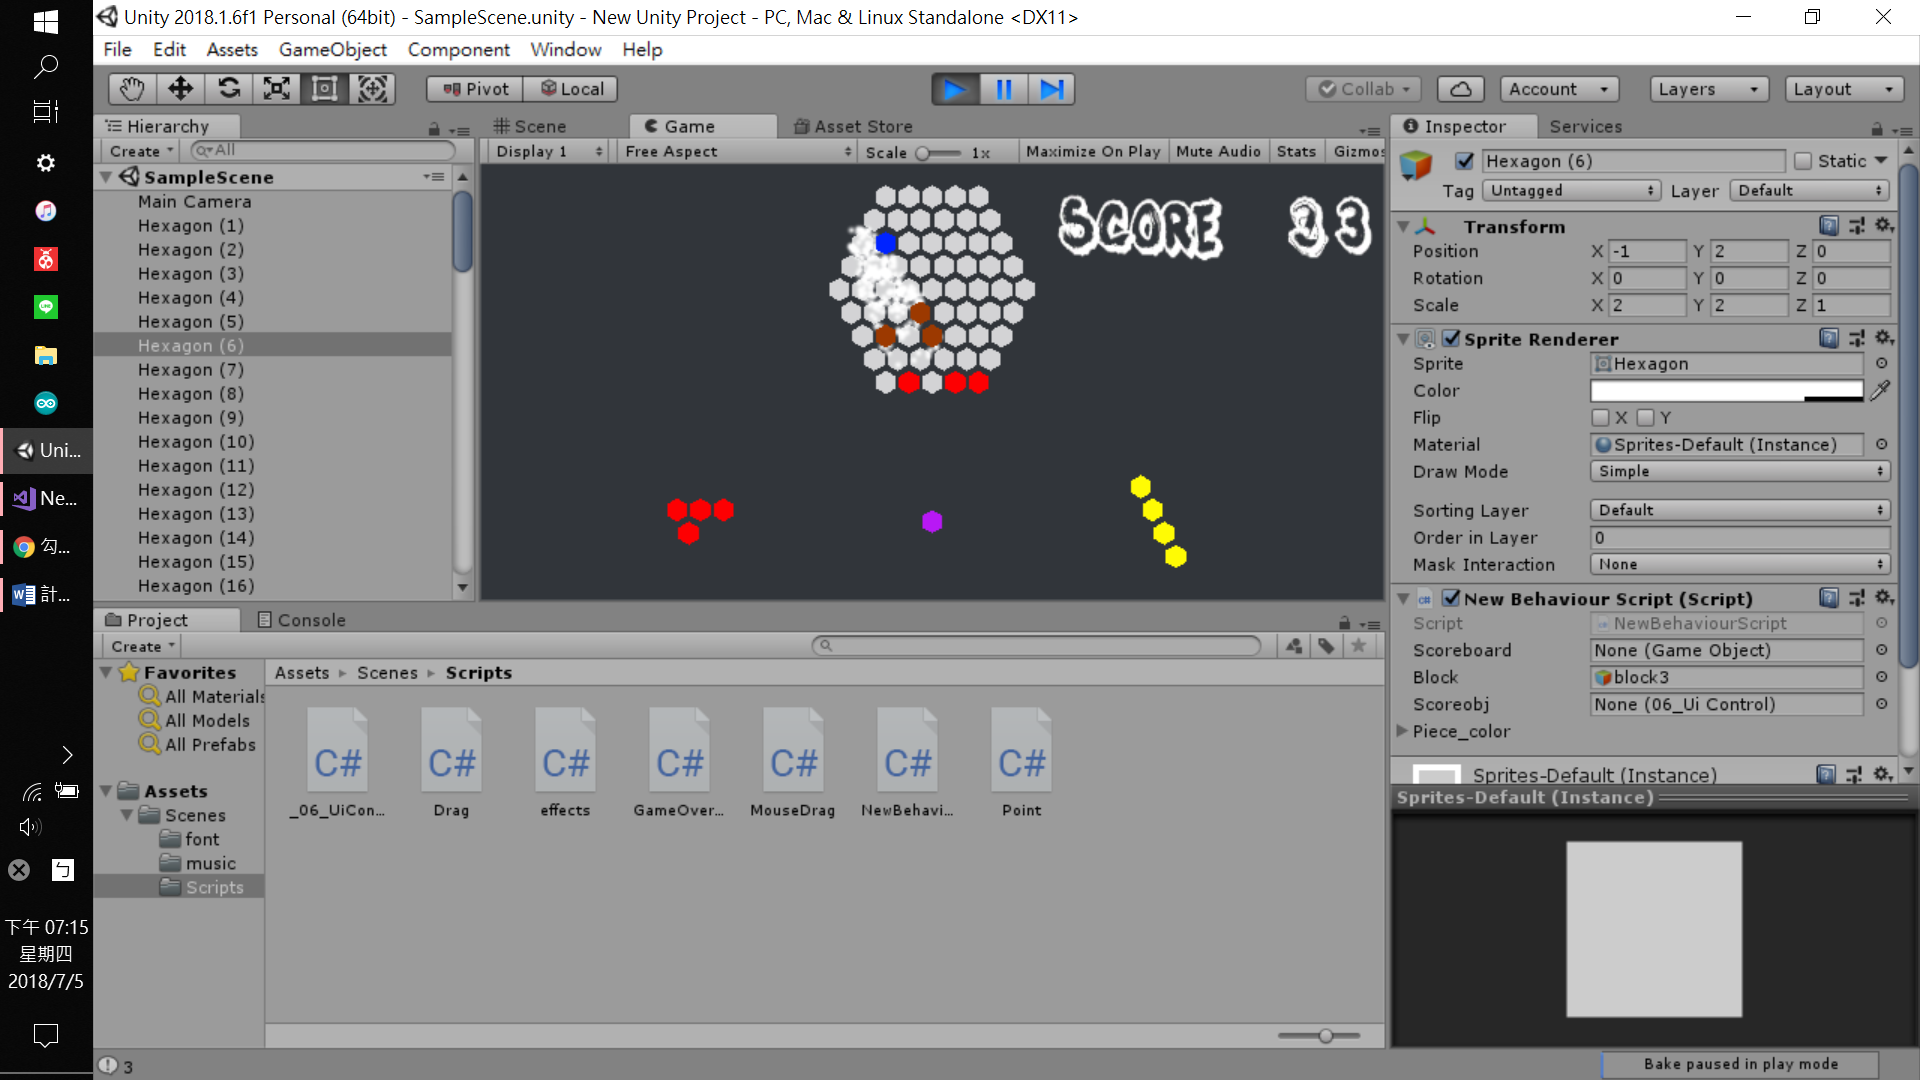 Unity 2018.1.6f1 Personal (64bit) - SampleScene.unity - New Unity Project - PC, Mac & Linux Standalone <DX11>
File Edit Assets GameObject Component Window Help
Pivot Local Collab Account Layers Layout
Hierarchy
Create All
SampleScene
Main Camera
Hexagon (1)
Hexagon (2)
Hexagon (3)
Hexagon (4)
Hexagon (5)
Hexagon (6)
Hexagon (7)
Hexagon (8)
Hexagon (9)
Hexagon (10)
Hexagon (11)
Hexagon (12)
Hexagon (13)
Hexagon (14)
Hexagon (15)
Hexagon (16)
Scene Game Asset Store
Display 1 Free Aspect Scale 1x Maximize On Play Mute Audio Stats Gizmos
SCORE 33
Inspector Services
Hexagon (6) Static
Tag Untagged Layer Default
Transform
Position X -1 Y 2 Z 0
Rotation X 0 Y 0 Z 0
Scale X 2 Y 2 Z 1
Sprite Renderer
Sprite Hexagon
Color
Flip X Y
Material Sprites-Default (Instance)
Draw Mode Simple
Sorting Layer Default
Order in Layer 0
Mask Interaction None
New Behaviour Script (Script)
Script NewBehaviourScript
Scoreboard None (Game Object)
Block block3
Scoreobj None (06_Ui Control)
Piece_color
Sprites-Default (Instance)
Sprites-Default (Instance)
Project Console
Create
Favorites
All Materials
All Models
All Prefabs
Assets
Scenes
font
music
Scripts
Assets Scenes Scripts
C# C# C# C# C# C# C#
_06_UiCon... Drag effects GameOver... MouseDrag NewBehavi... Point
3
Bake paused in play mode
Uni...
Ne...
勾...
計...
ㄅ
下午 07:15
星期四
2018/7/5